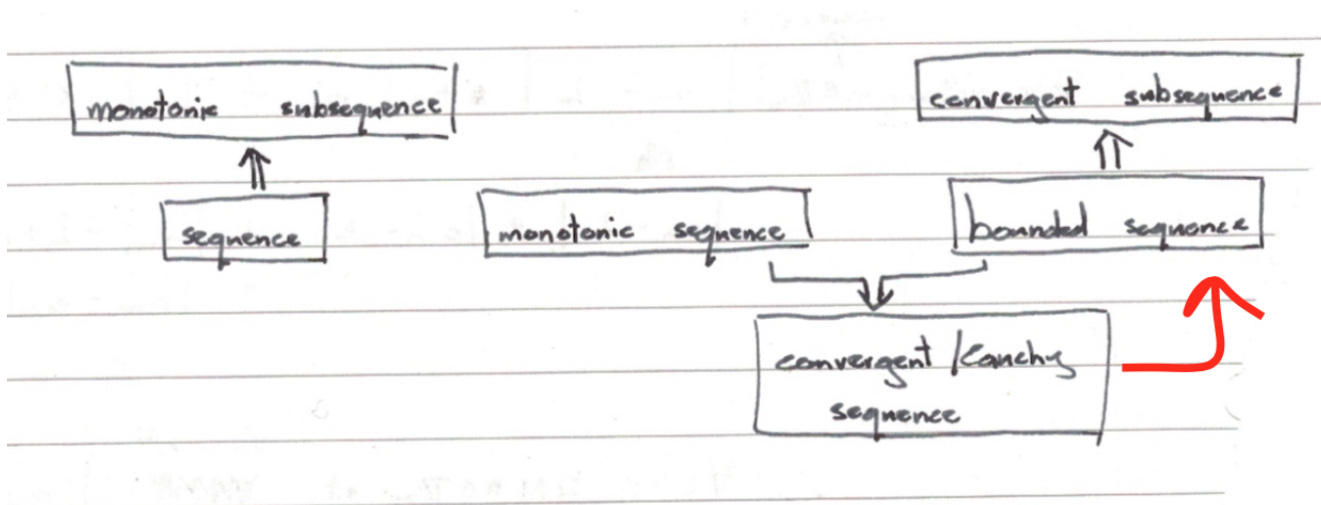 monotonic subsequence
convergent subsequence
sequence
monotonic sequence
bounded sequence
convergent / Cauchy
sequence